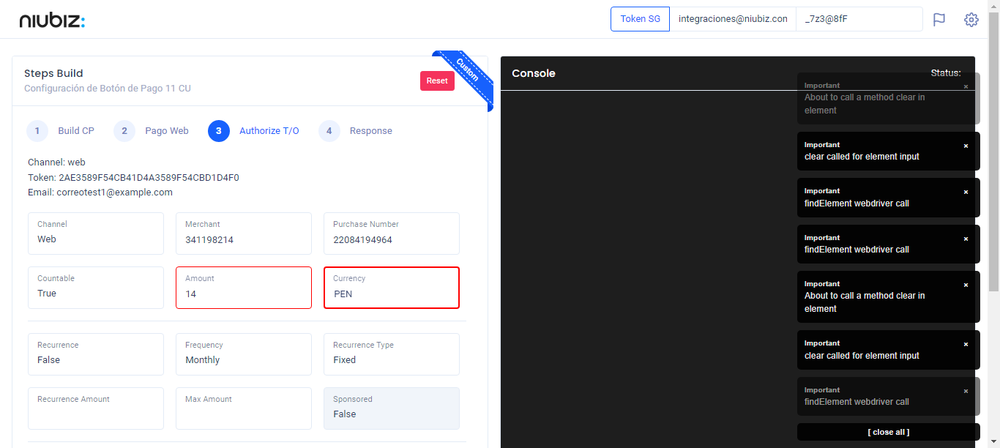 niubiz:
Token SG
integraciones@niubiz.con
_7z3@8fF
Steps Build
Configuración de Botón de Pago 11 CU
Reset
Custom
1 Build CP
2 Pago Web
3 Authorize T/O
4 Response
Channel: web
Token: 2AE3589F54CB41D4A3589F54CBD1D4F0
Email: correotest1@example.com
Channel
Web
Merchant
341198214
Purchase Number
22084194964
Countable
True
Amount
14
Currency
PEN
Recurrence
False
Frequency
Monthly
Recurrence Type
Fixed
Recurrence Amount
Max Amount
Sponsored
False
Console
Status:
Important
×
About to call a method clear in
element
Important
×
clear called for element input
Important
×
findElement webdriver call
Important
×
findElement webdriver call
Important
×
About to call a method clear in
element
Important
×
clear called for element input
Important
×
findElement webdriver call
[ close all ]